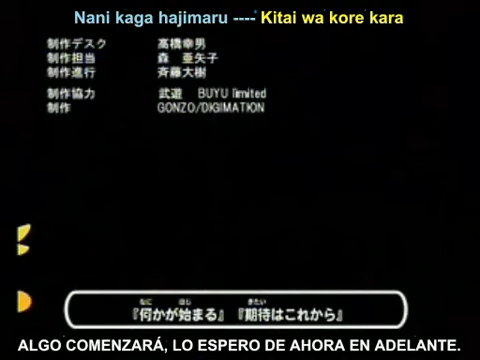 Nani kaga hajimaru ---- Kitai wa kore kara
制作デスク 高橋幸男
制作担当 森 亜矢子
制作進行 斉藤大樹
制作協力 武遊 BUYU limited
制作 GONZO/DIGIMATION
なに はじ きたい
『何かが始まる』『期待はこれから』
ALGO COMENZARÁ, LO ESPERO DE AHORA EN ADELANTE.